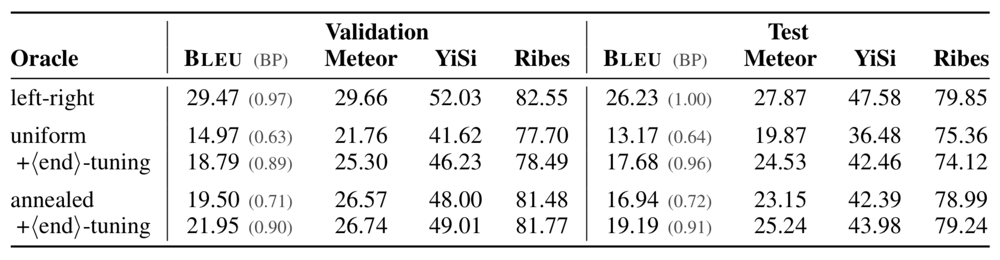 Validation Test
Oracle BLEU (BP) Meteor YiSi Ribes BLEU (BP) Meteor YiSi Ribes
left-right 29.47 (0.97) 29.66 52.03 82.55 26.23 (1.00) 27.87 47.58 79.85
uniform 14.97 (0.63) 21.76 41.62 77.70 13.17 (0.64) 19.87 36.48 75.36
+⟨end⟩-tuning 18.79 (0.89) 25.30 46.23 78.49 17.68 (0.96) 24.53 42.46 74.12
annealed 19.50 (0.71) 26.57 48.00 81.48 16.94 (0.72) 23.15 42.39 78.99
+⟨end⟩-tuning 21.95 (0.90) 26.74 49.01 81.77 19.19 (0.91) 25.24 43.98 79.24